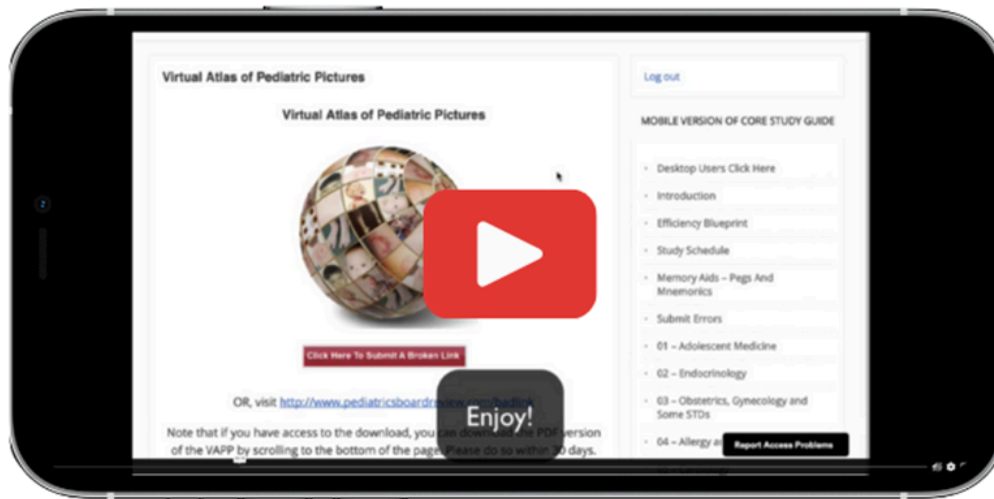 Virtual Atlas of Pediatric Pictures
Virtual Atlas of Pediatric Pictures
Click Here To Submit A Broken Link
OR, visit http://www.pediatricsboardreview.com/badlink
Enjoy!
Note that if you have access to the download, you can download the PDF version
of the VAPP by scrolling to the bottom of the page. Please do so within 30 days.
Log out
MOBILE VERSION OF CORE STUDY GUIDE
Desktop Users Click Here
Introduction
Efficiency Blueprint
Study Schedule
Memory Aids – Pegs And
Mnemonics
Submit Errors
01 – Adolescent Medicine
02 – Endocrinology
03 – Obstetrics, Gynecology and
Some STDs
04 – Allergy
Report Access Problems